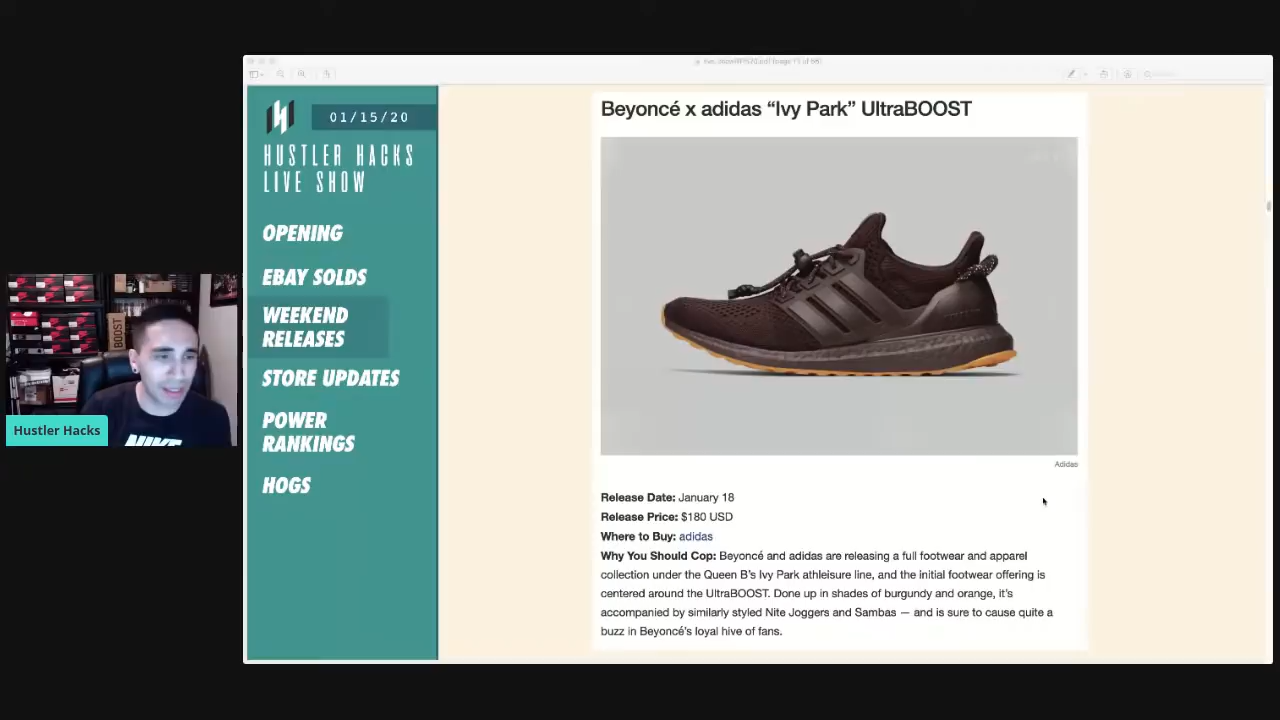 Beyoncé x adidas “Ivy Park” UltraBOOST
01/15/20
HUSTLER HACKS
LIVE SHOW
OPENING
EBAY SOLDS
WEEKEND
RELEASES
STORE UPDATES
POWER
RANKINGS
HOGS
BOOST
NIKE
Hustler Hacks
Adidas
Release Date: January 18
Release Price: $180 USD
Where to Buy: adidas
Why You Should Cop: Beyoncé and adidas are releasing a full footwear and apparel
collection under the Queen B's Ivy Park athleisure line, and the initial footwear offering is
centered around the UltraBOOST. Done up in shades of burgundy and orange, it's
accompanied by similarly styled Nite Joggers and Sambas — and is sure to cause quite a
buzz in Beyoncé's loyal hive of fans.